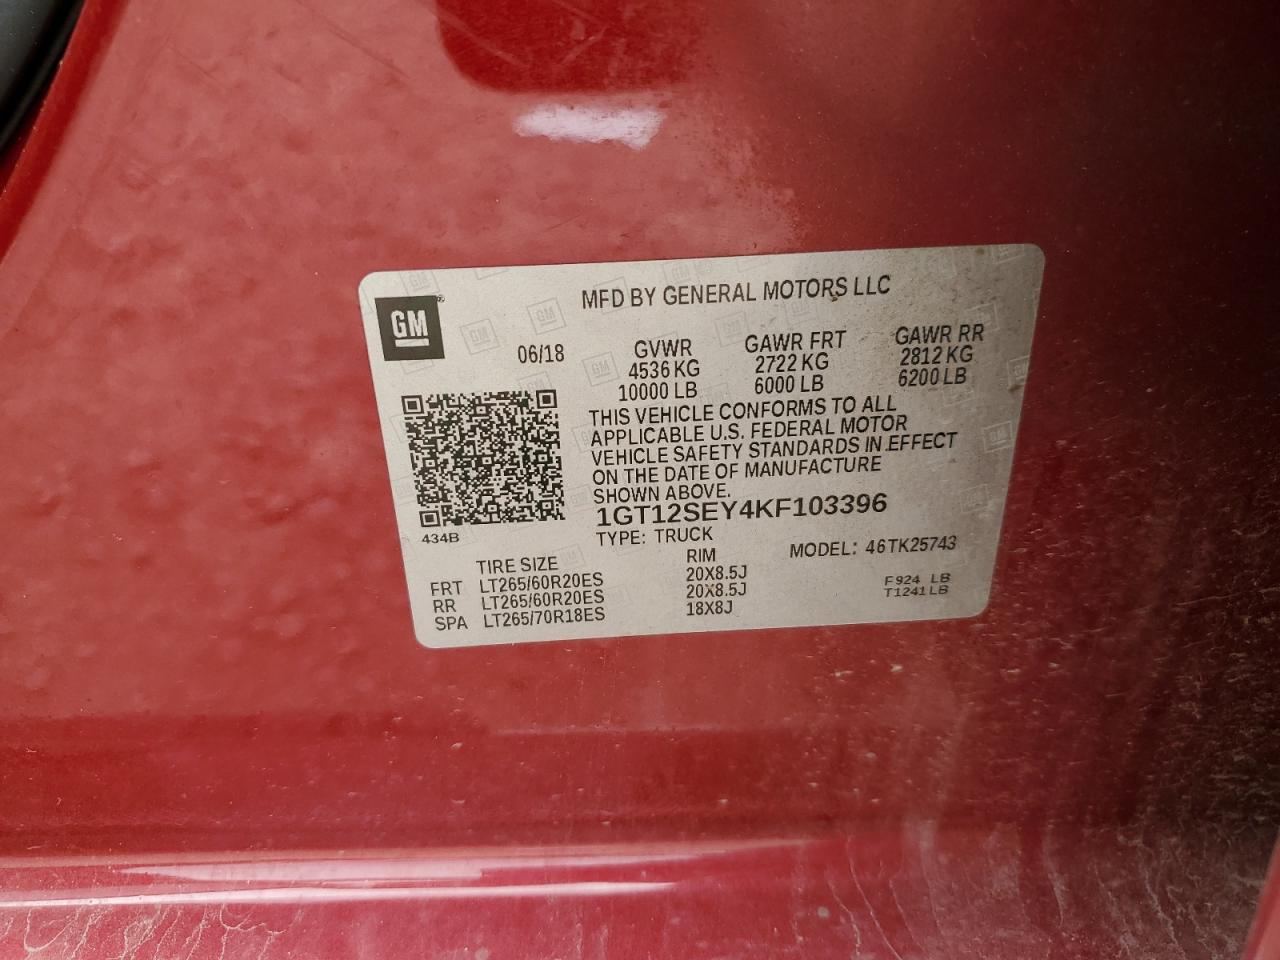 GM
MFD BY GENERAL MOTORS LLC
06/18
GVWR GAWR FRT GAWR RR
4536 KG 2722 KG 2812 KG
10000 LB 6000 LB 6200 LB
THIS VEHICLE CONFORMS TO ALL
APPLICABLE U.S. FEDERAL MOTOR
VEHICLE SAFETY STANDARDS IN EFFECT
ON THE DATE OF MANUFACTURE
SHOWN ABOVE.
1GT12SEY4KF103396
434B
TYPE: TRUCK MODEL: 46TK25743
TIRE SIZE RIM
FRT LT265/60R20ES 20X8.5J
RR LT265/60R20ES 20X8.5J
SPA LT265/70R18ES 18X8J
F924 LB
T1241LB